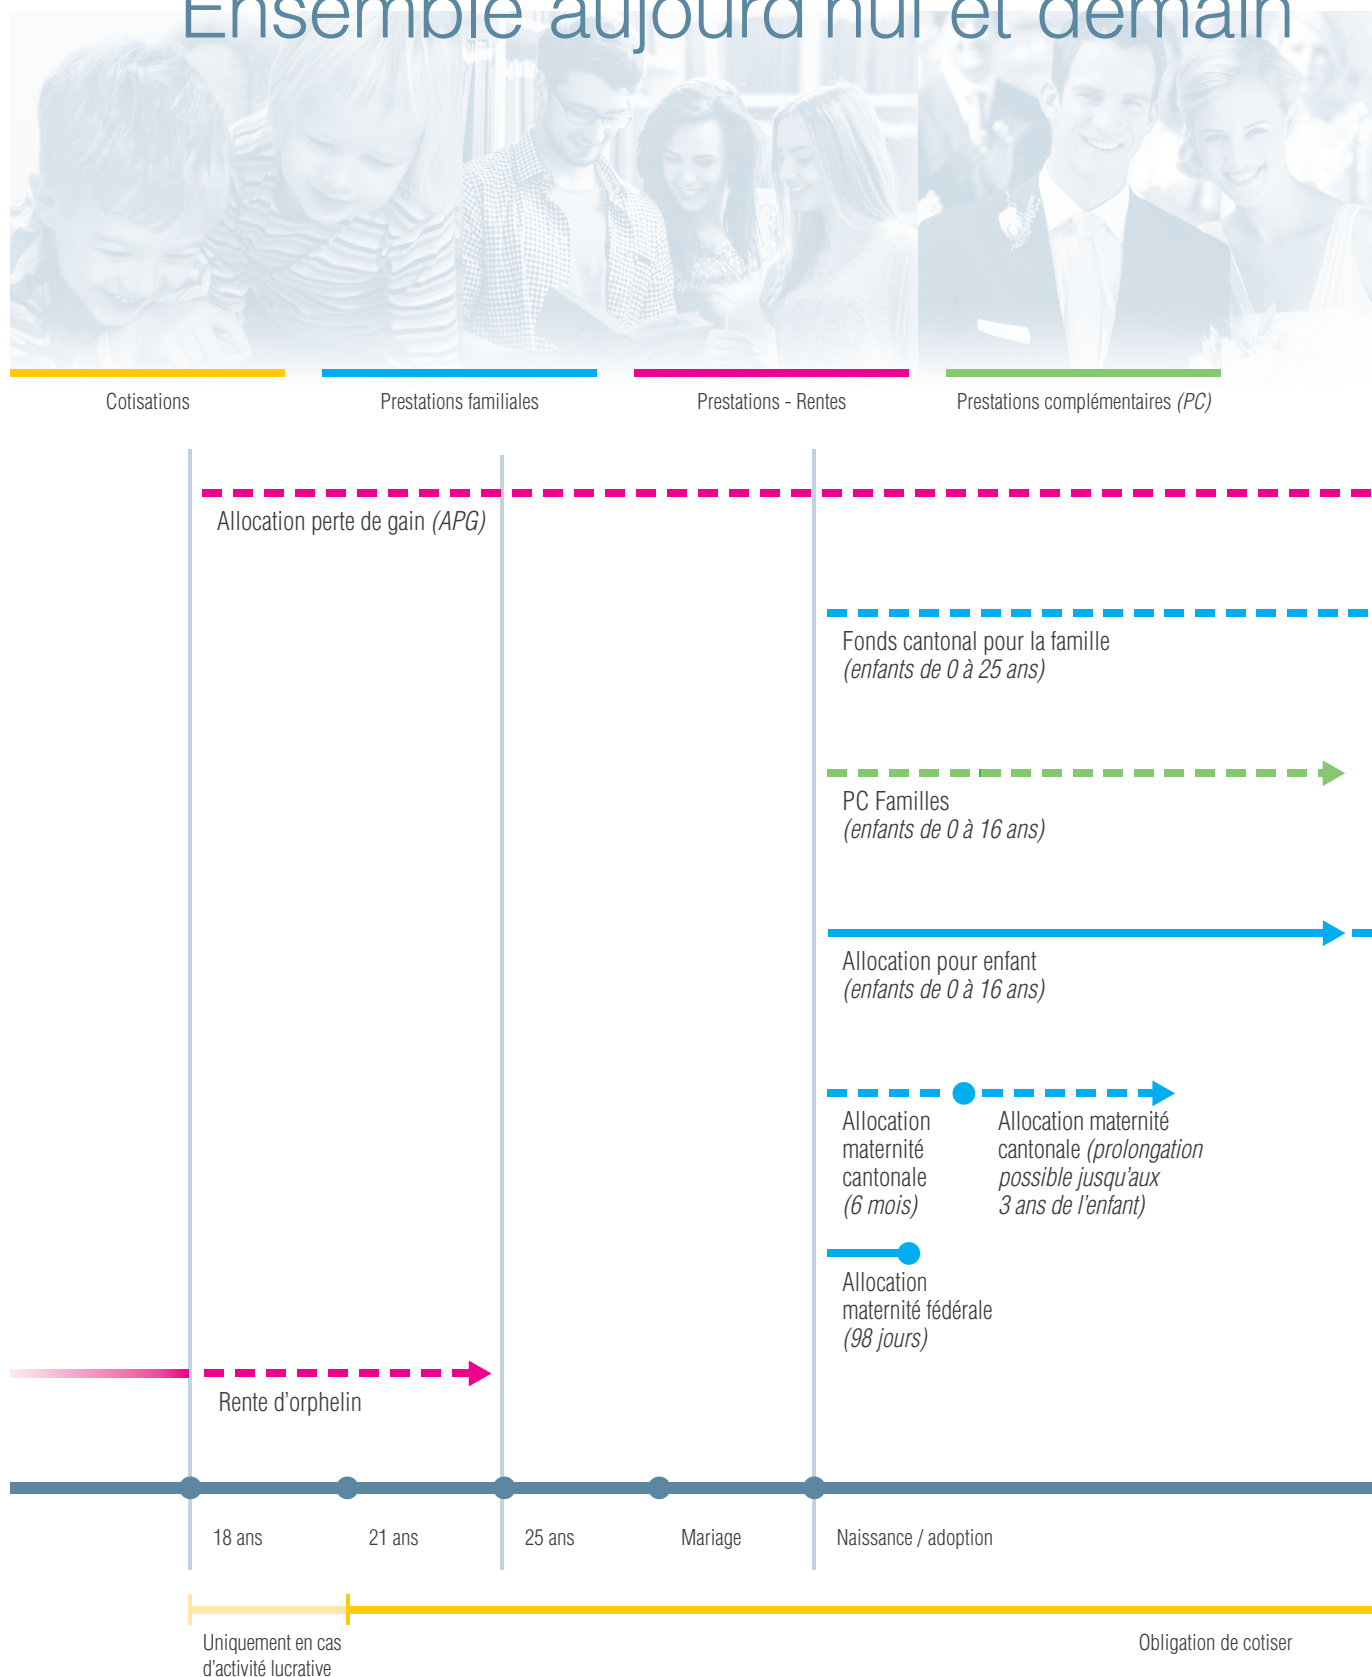 Ensemble aujourd'hui et demain
Cotisations
Prestations familiales
Prestations - Rentes
Prestations complémentaires (PC)
Allocation perte de gain (APG)
Fonds cantonal pour la famille
(enfants de 0 à 25 ans)
PC Familles
(enfants de 0 à 16 ans)
Allocation pour enfant
(enfants de 0 à 16 ans)
Allocation
maternité
cantonale
(6 mois)
Allocation maternité
cantonale (prolongation
possible jusqu’aux
3 ans de l’enfant)
Allocation
maternité fédérale
(98 jours)
Rente d’orphelin
18 ans
21 ans
25 ans
Mariage
Naissance / adoption
Uniquement en cas
d’activité lucrative
Obligation de cotiser